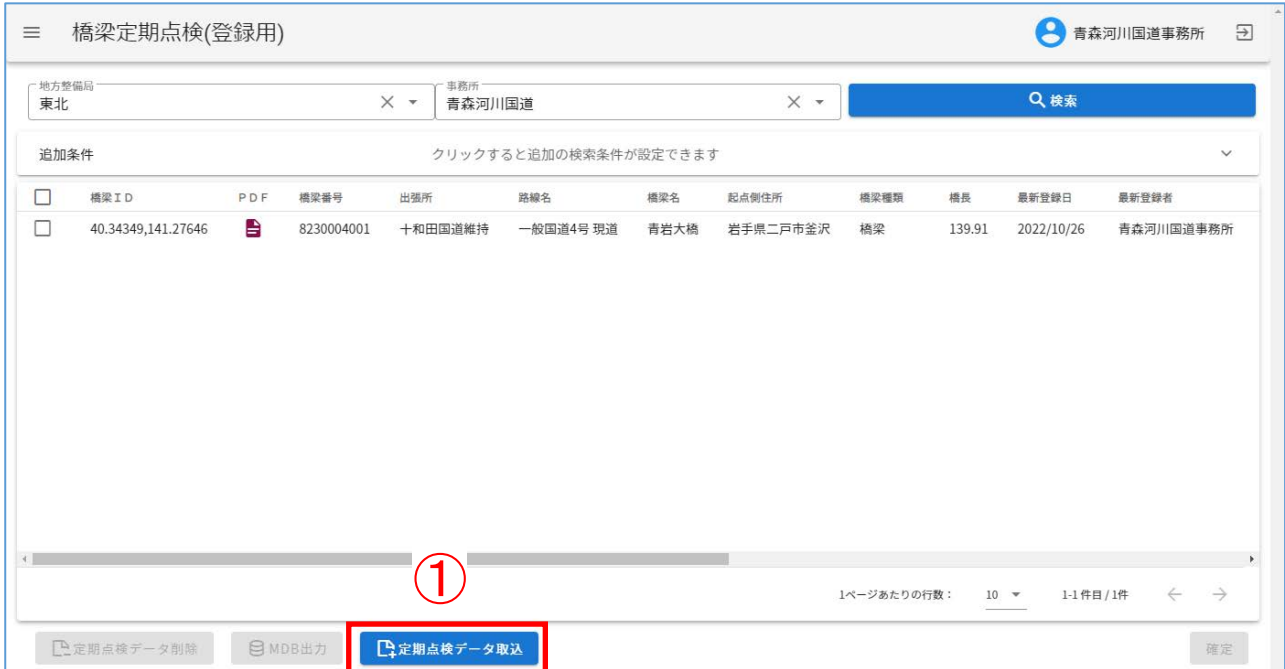 橋梁定期点検(登録用)
青森河川国道事務所
地方整備局
事務所
東北
青森河川国道
検索
追加条件
クリックすると追加の検索条件が設定できます
橋梁ID PDF 橋梁番号 出張所 路線名 橋梁名 起点側住所 橋梁種類 橋長 最新登録日 最新登録者
40.34349,141.27646 8230004001 十和田国道維持 一般国道4号 現道 青岩大橋 岩手県二戸市釜沢 橋梁 139.91 2022/10/26 青森河川国道事務所
①
1ページあたりの行数: 10 1-1 件目 / 1件
定期点検データ削除 MDB出力 定期点検データ取込 確定